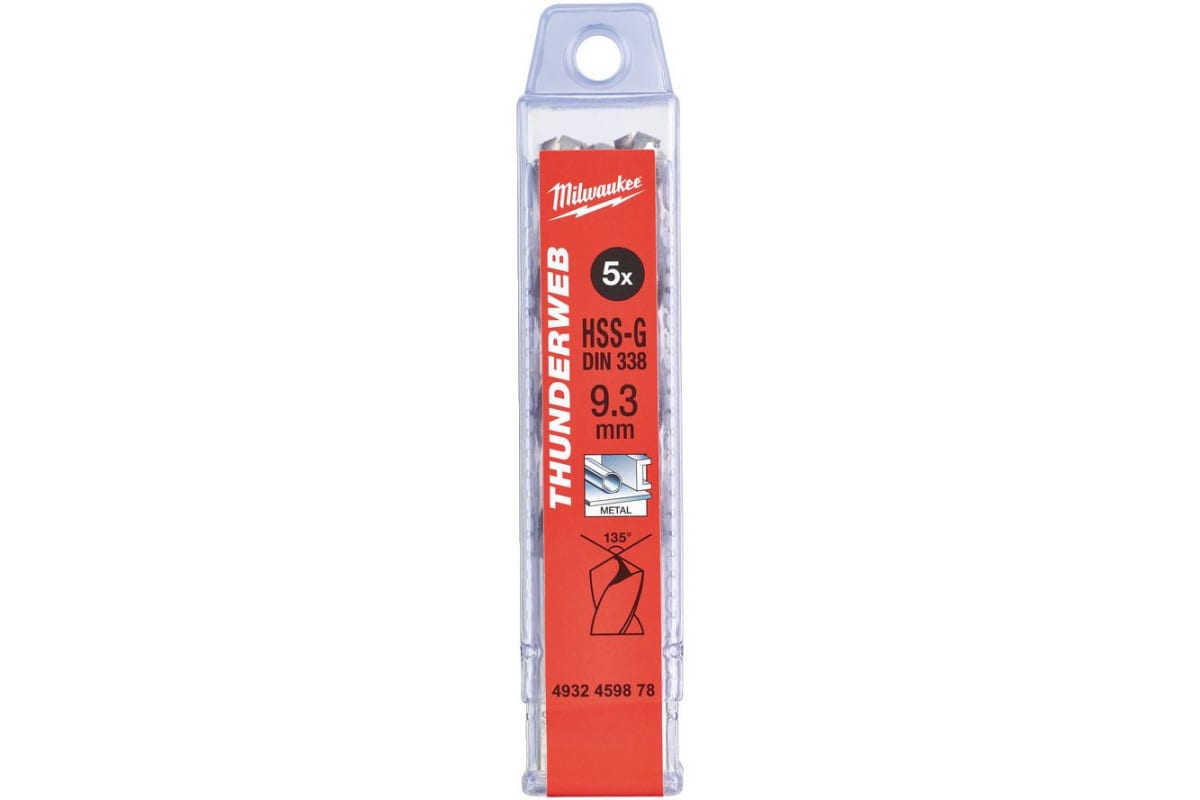 Milwaukee
THUNDERWEB
5x
HSS-G
DIN 338
9.3
mm
METAL
135°
4932 4598 78